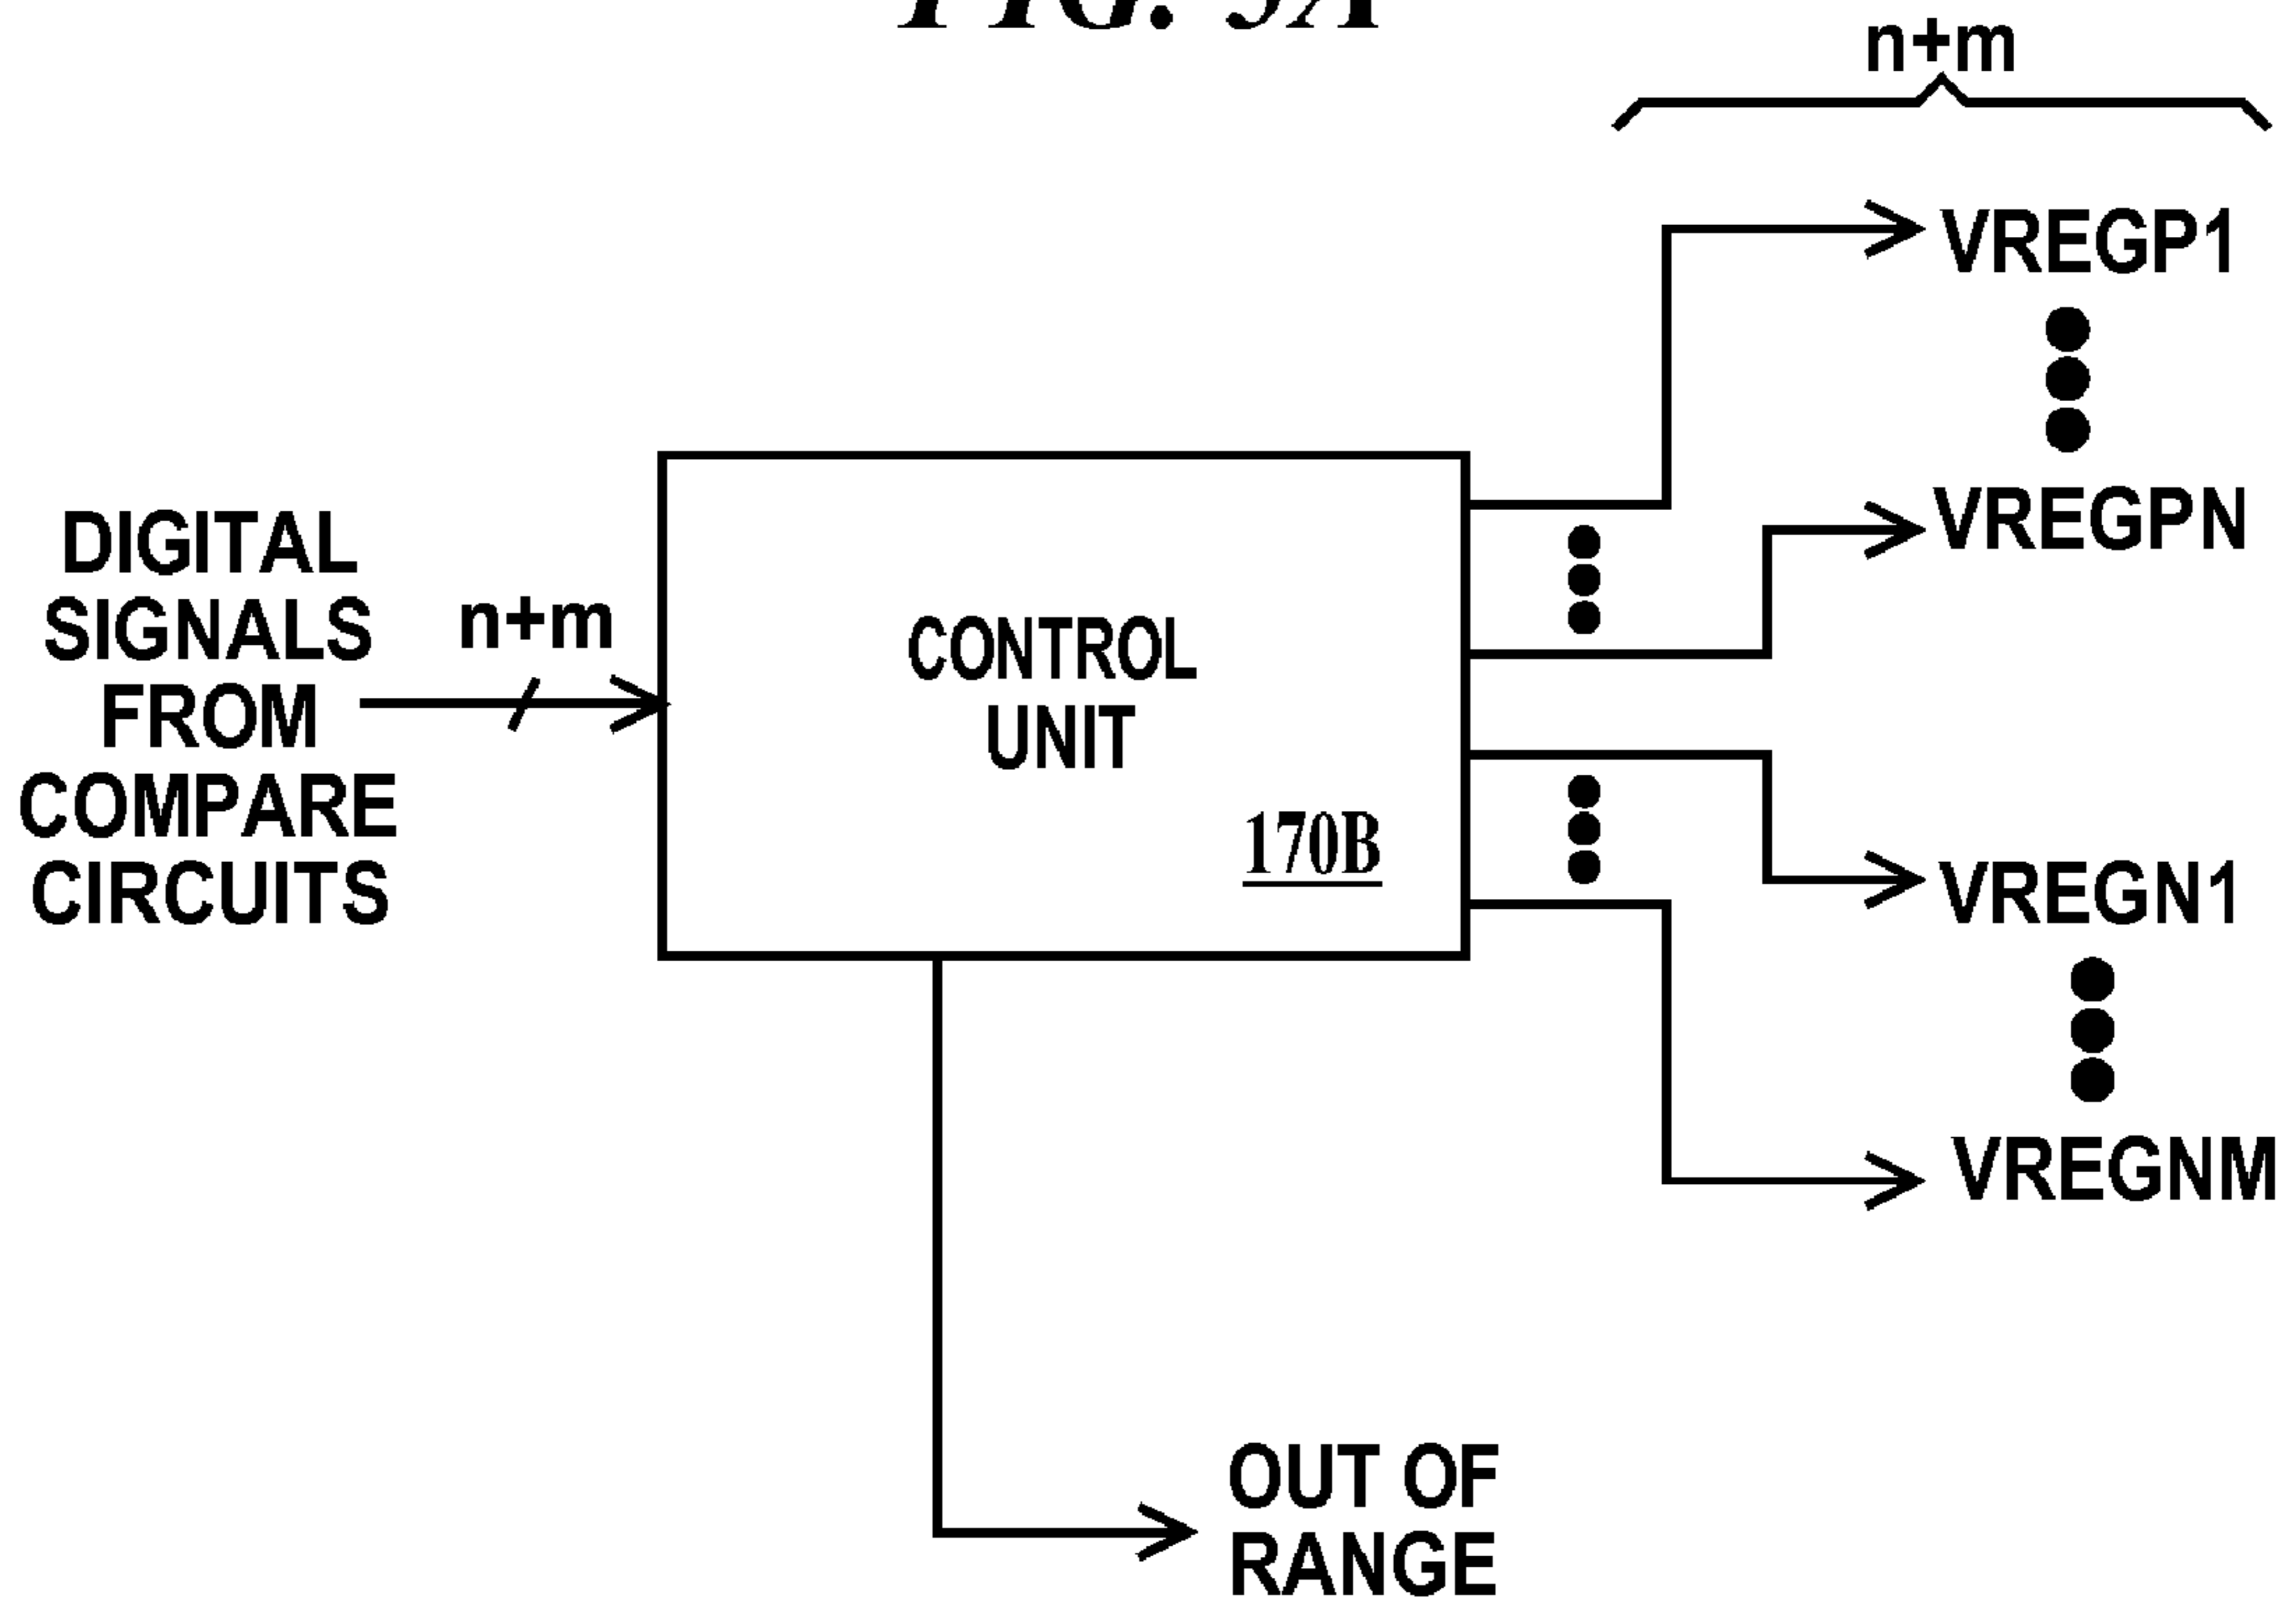 n+m
VREGP1
VREGPN
DIGITAL
SIGNALS
FROM
COMPARE
CIRCUITS
n+m
CONTROL
UNIT
170B
VREGN1
VREGNM
OUT OF
RANGE